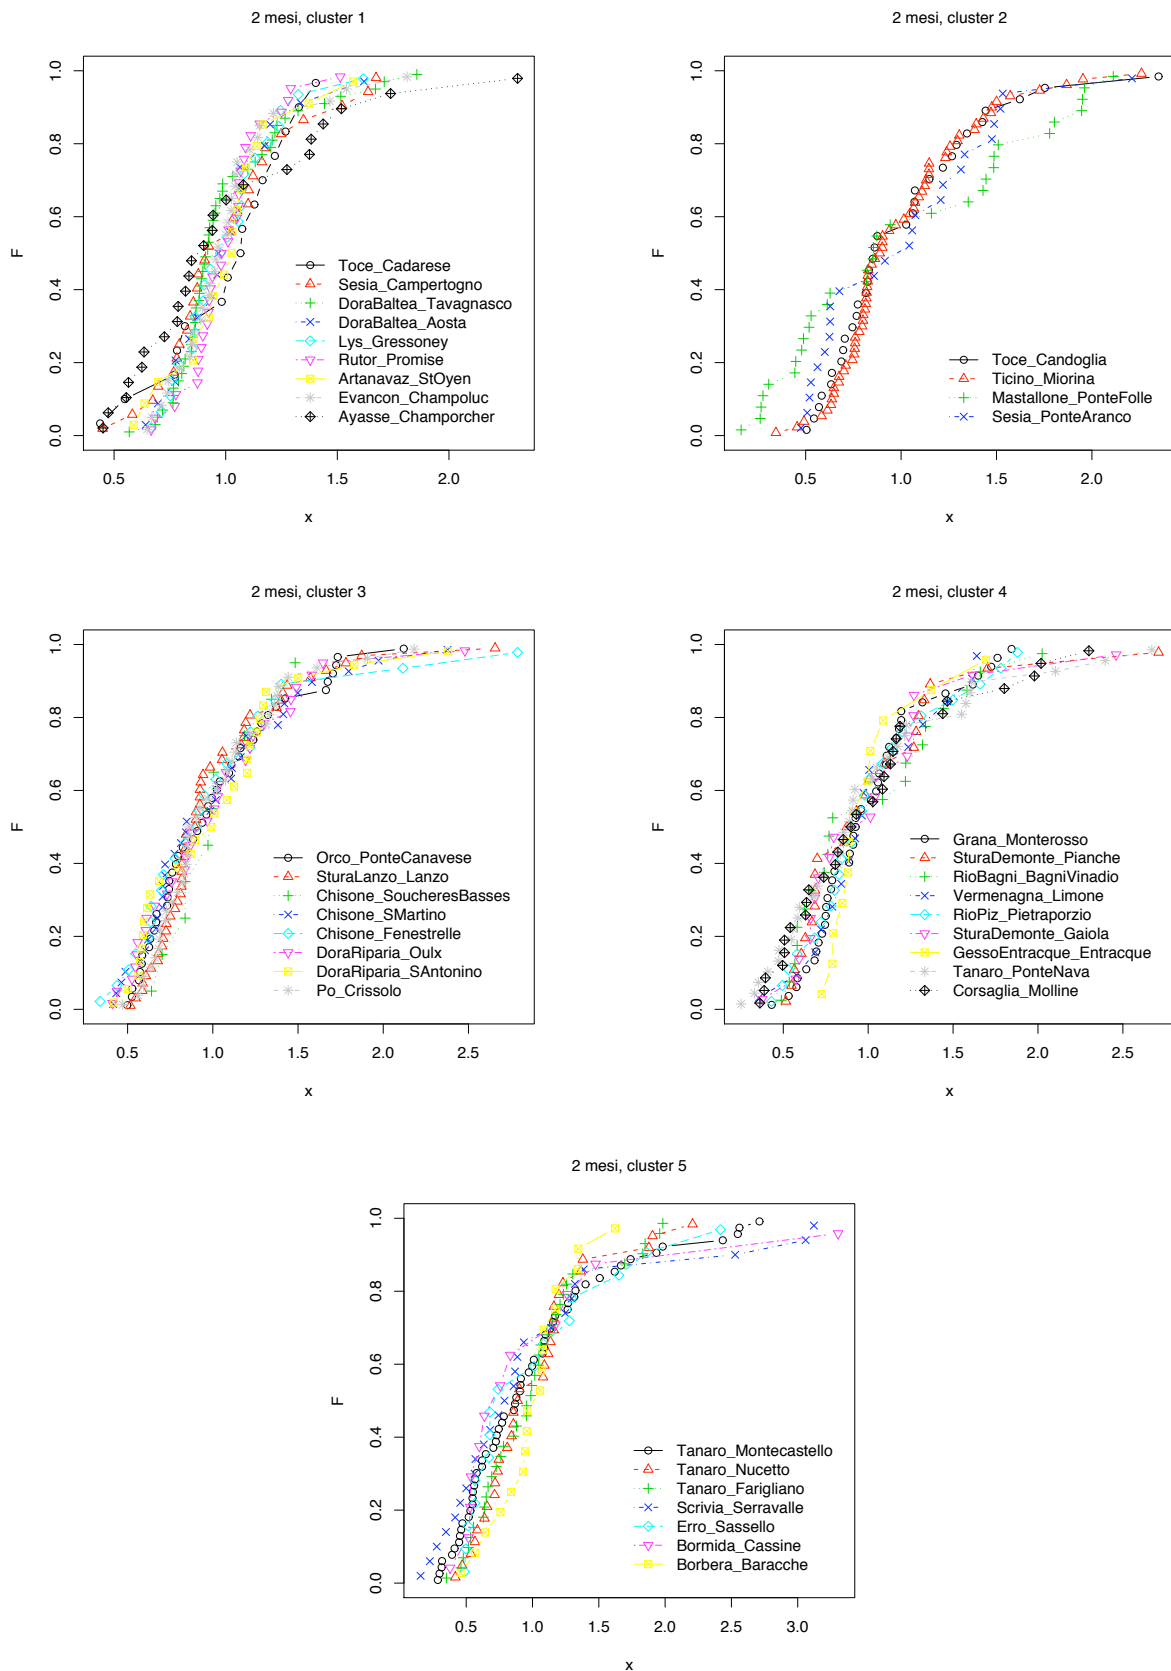 2 mesi, cluster 1
F
0.0 0.2 0.4 0.6 0.8 1.0
Toce_Cadarese
Sesia_Campertogno
DoraBaltea_Tavagnasco
DoraBaltea_Aosta
Lys_Gressoney
Rutor_Promise
Artanavaz_StOyen
Evancon_Champoluc
Ayasse_Champorcher
0.5 1.0 1.5 2.0
x
2 mesi, cluster 2
F
0.0 0.2 0.4 0.6 0.8 1.0
Toce_Candoglia
Ticino_Miorina
Mastallone_PonteFolle
Sesia_PonteAranco
0.5 1.0 1.5 2.0
x
2 mesi, cluster 3
F
0.0 0.2 0.4 0.6 0.8 1.0
Orco_PonteCanavese
SturaLanzo_Lanzo
Chisone_SoucheresBasses
Chisone_SMartino
Chisone_Fenestrelle
DoraRiparia_Oulx
DoraRiparia_SAntonino
Po_Crissolo
0.5 1.0 1.5 2.0 2.5
x
2 mesi, cluster 4
F
0.0 0.2 0.4 0.6 0.8 1.0
Grana_Monterosso
SturaDemonte_Pianche
RioBagni_BagniVinadio
Vermenagna_Limone
RioPiz_Pietraporzio
SturaDemonte_Gaiola
GessoEntracque_Entracque
Tanaro_PonteNava
Corsaglia_Molline
0.5 1.0 1.5 2.0 2.5
x
2 mesi, cluster 5
F
0.0 0.2 0.4 0.6 0.8 1.0
Tanaro_Montecastello
Tanaro_Nucetto
Tanaro_Farigliano
Scrivia_Serravalle
Erro_Sassello
Bormida_Cassine
Borbera_Baracche
0.5 1.0 1.5 2.0 2.5 3.0
x